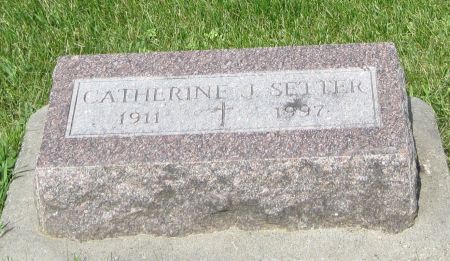 CATHERINE J. SETTER
1911 1997